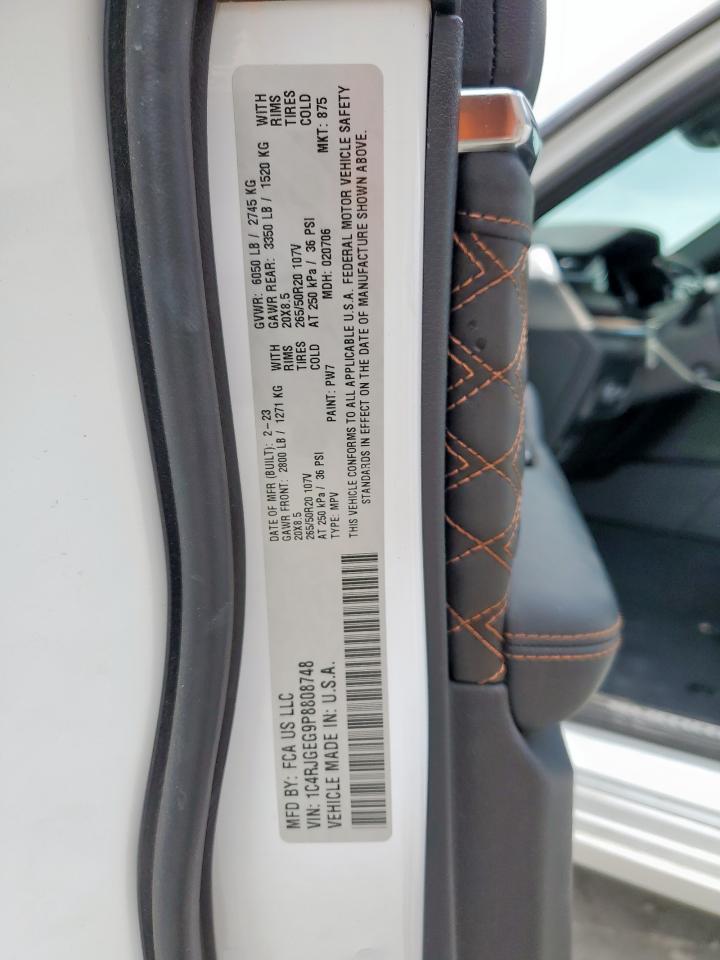 MFD BY: FCA US LLC
VIN: 1C4RJGEG9P8808748
VEHICLE MADE IN: U.S.A.
DATE OF MFR (BUILT): 2-23
GAWR FRONT: 2800 LB / 1271 KG WITH
20X8.5 RIMS
265/50R20 107V TIRES
AT 250 kPa / 36 PSI COLD
TYPE: MPV PAINT: PW7
GVWR: 6050 LB / 2745 KG
GAWR REAR: 3350 LB / 1520 KG WITH
20X8.5 RIMS
265/50R20 107V TIRES
AT 250 kPa / 36 PSI COLD
MDH: 020706 MKT: 875
THIS VEHICLE CONFORMS TO ALL APPLICABLE U.S.A. FEDERAL MOTOR VEHICLE SAFETY
STANDARDS IN EFFECT ON THE DATE OF MANUFACTURE SHOWN ABOVE.